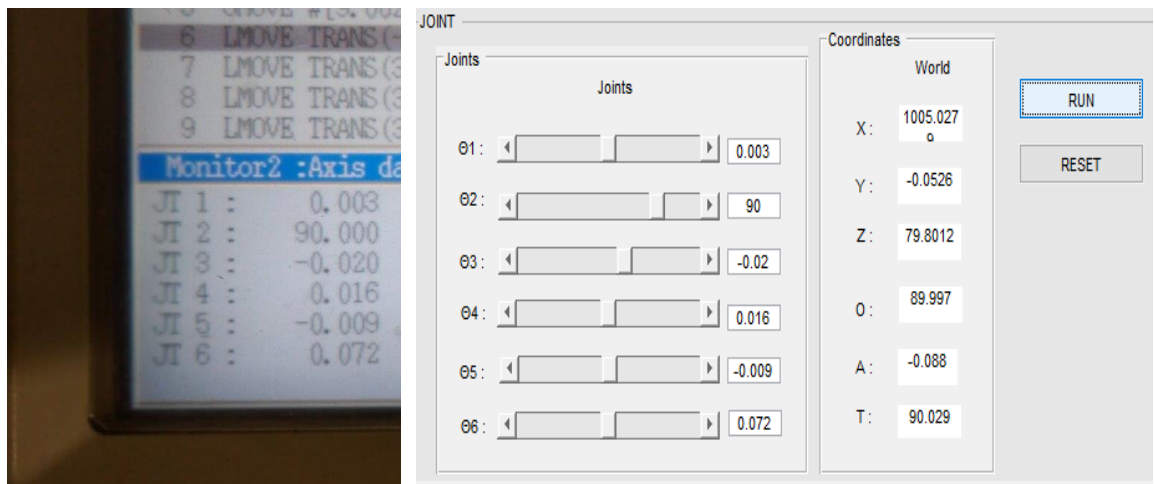 6 LMOVE TRANS(-
7 LMOVE TRANS(3
8 LMOVE TRANS(3
9 LMOVE TRANS(3
Monitor2 :Axis da
JT 1 : 0.003
JT 2 : 90.000
JT 3 : -0.020
JT 4 : 0.016
JT 5 : -0.009
JT 6 : 0.072
JOINT
Joints
Joints
Θ1 : 0.003
Θ2 : 90
Θ3 : -0.02
Θ4 : 0.016
Θ5 : -0.009
Θ6 : 0.072
Coordinates
World
X : 1005.027
Y : -0.0526
Z : 79.8012
O : 89.997
A : -0.088
T : 90.029
RUN
RESET